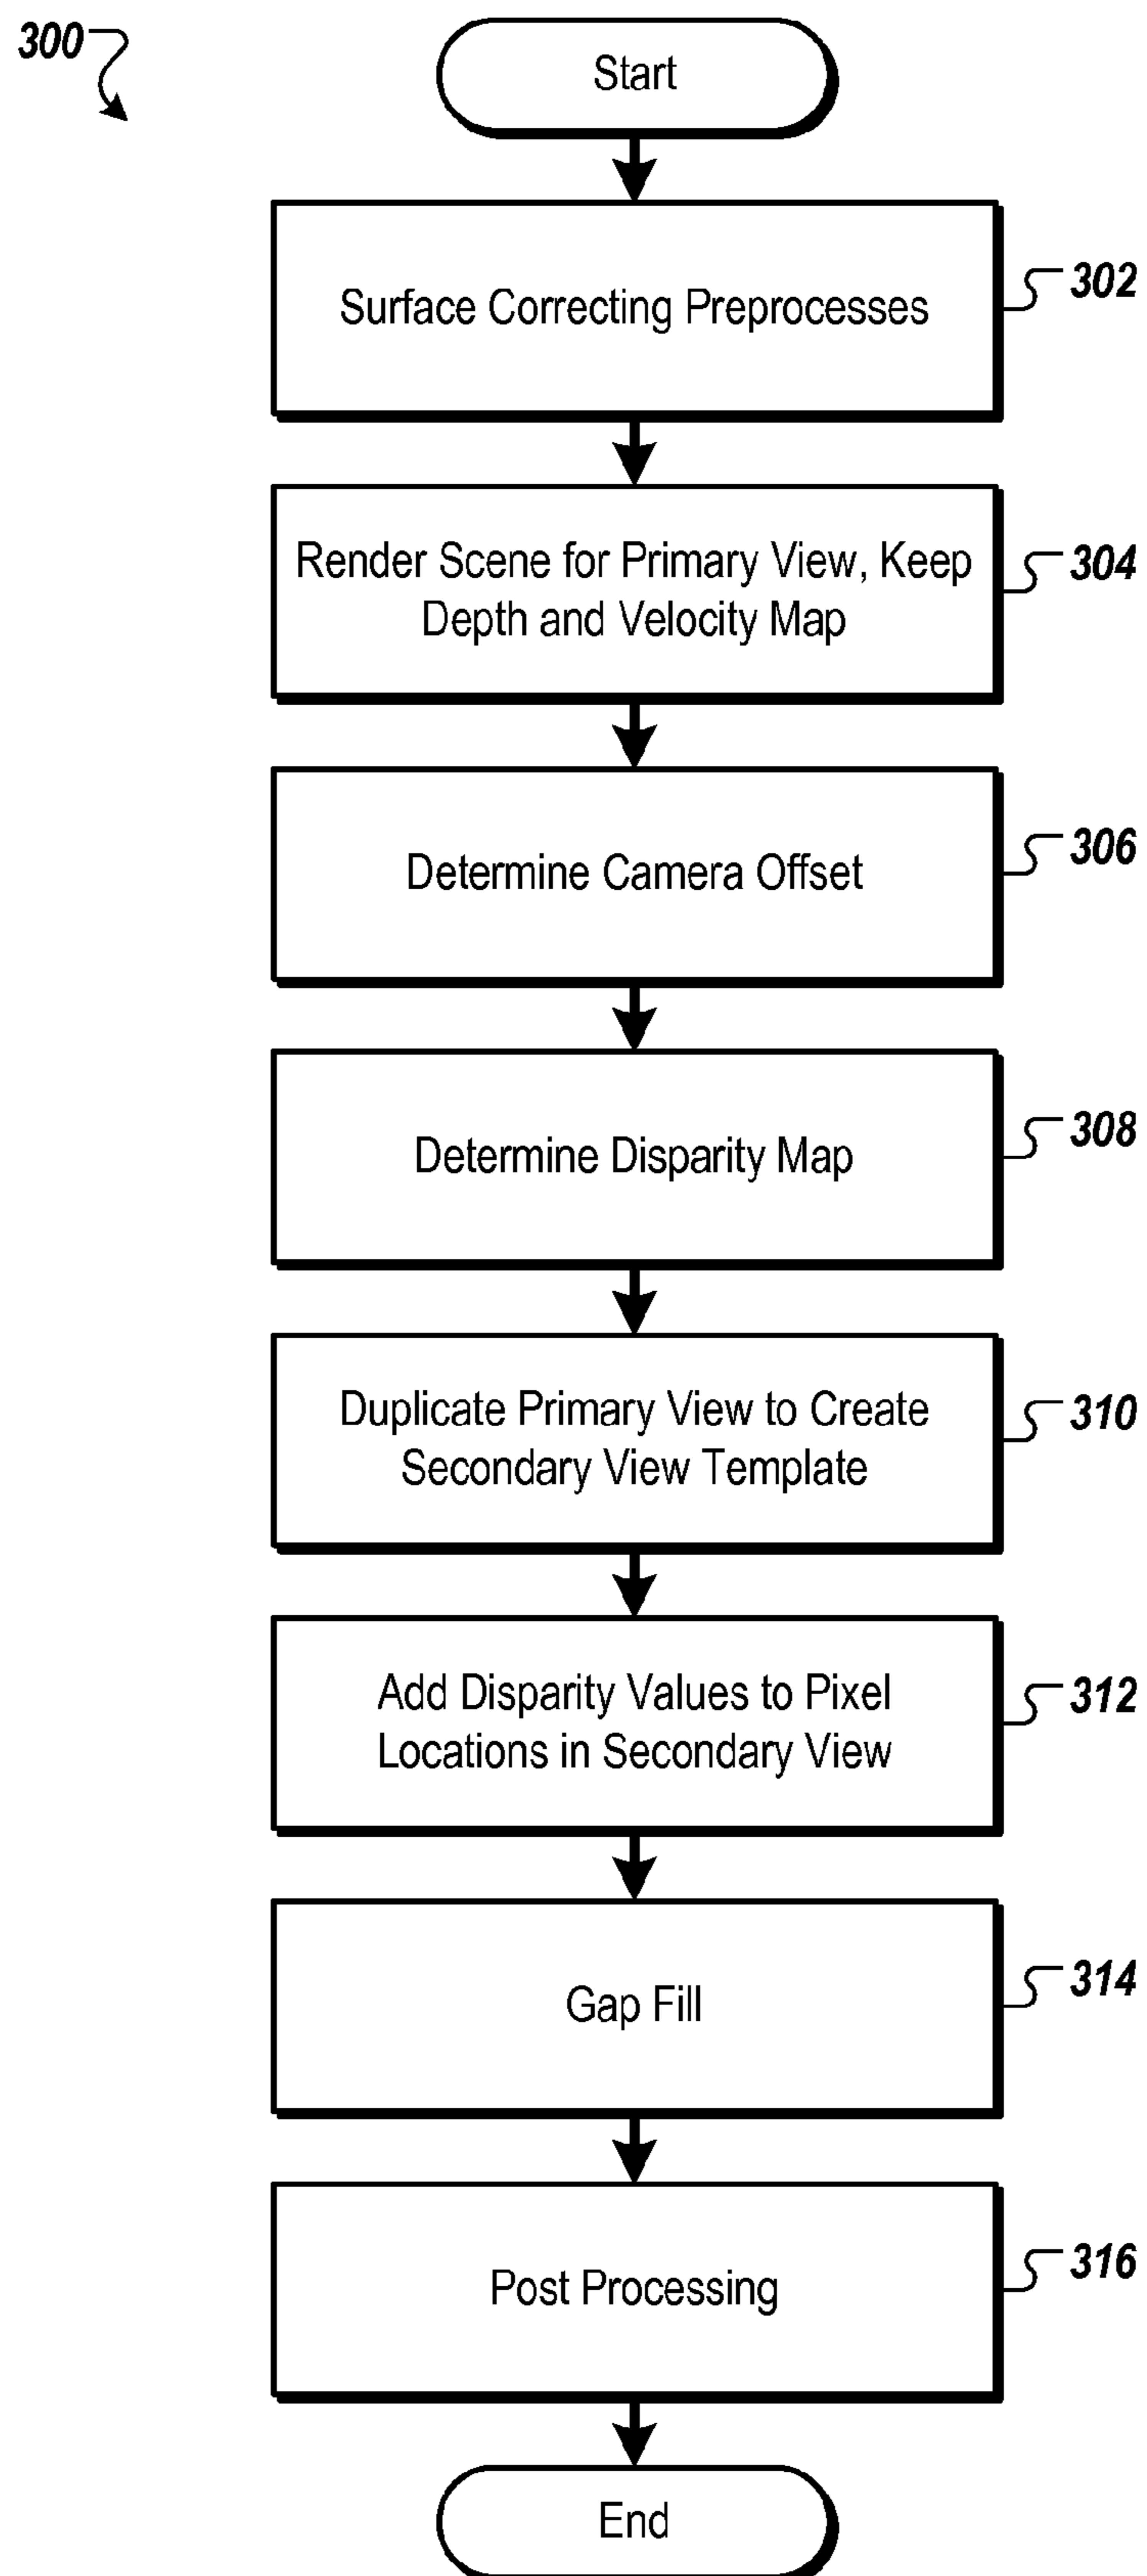 300
Start
Surface Correcting Preprocesses
302
Render Scene for Primary View, Keep
Depth and Velocity Map
304
Determine Camera Offset
306
Determine Disparity Map
308
Duplicate Primary View to Create
Secondary View Template
310
Add Disparity Values to Pixel
Locations in Secondary View
312
Gap Fill
314
Post Processing
316
End